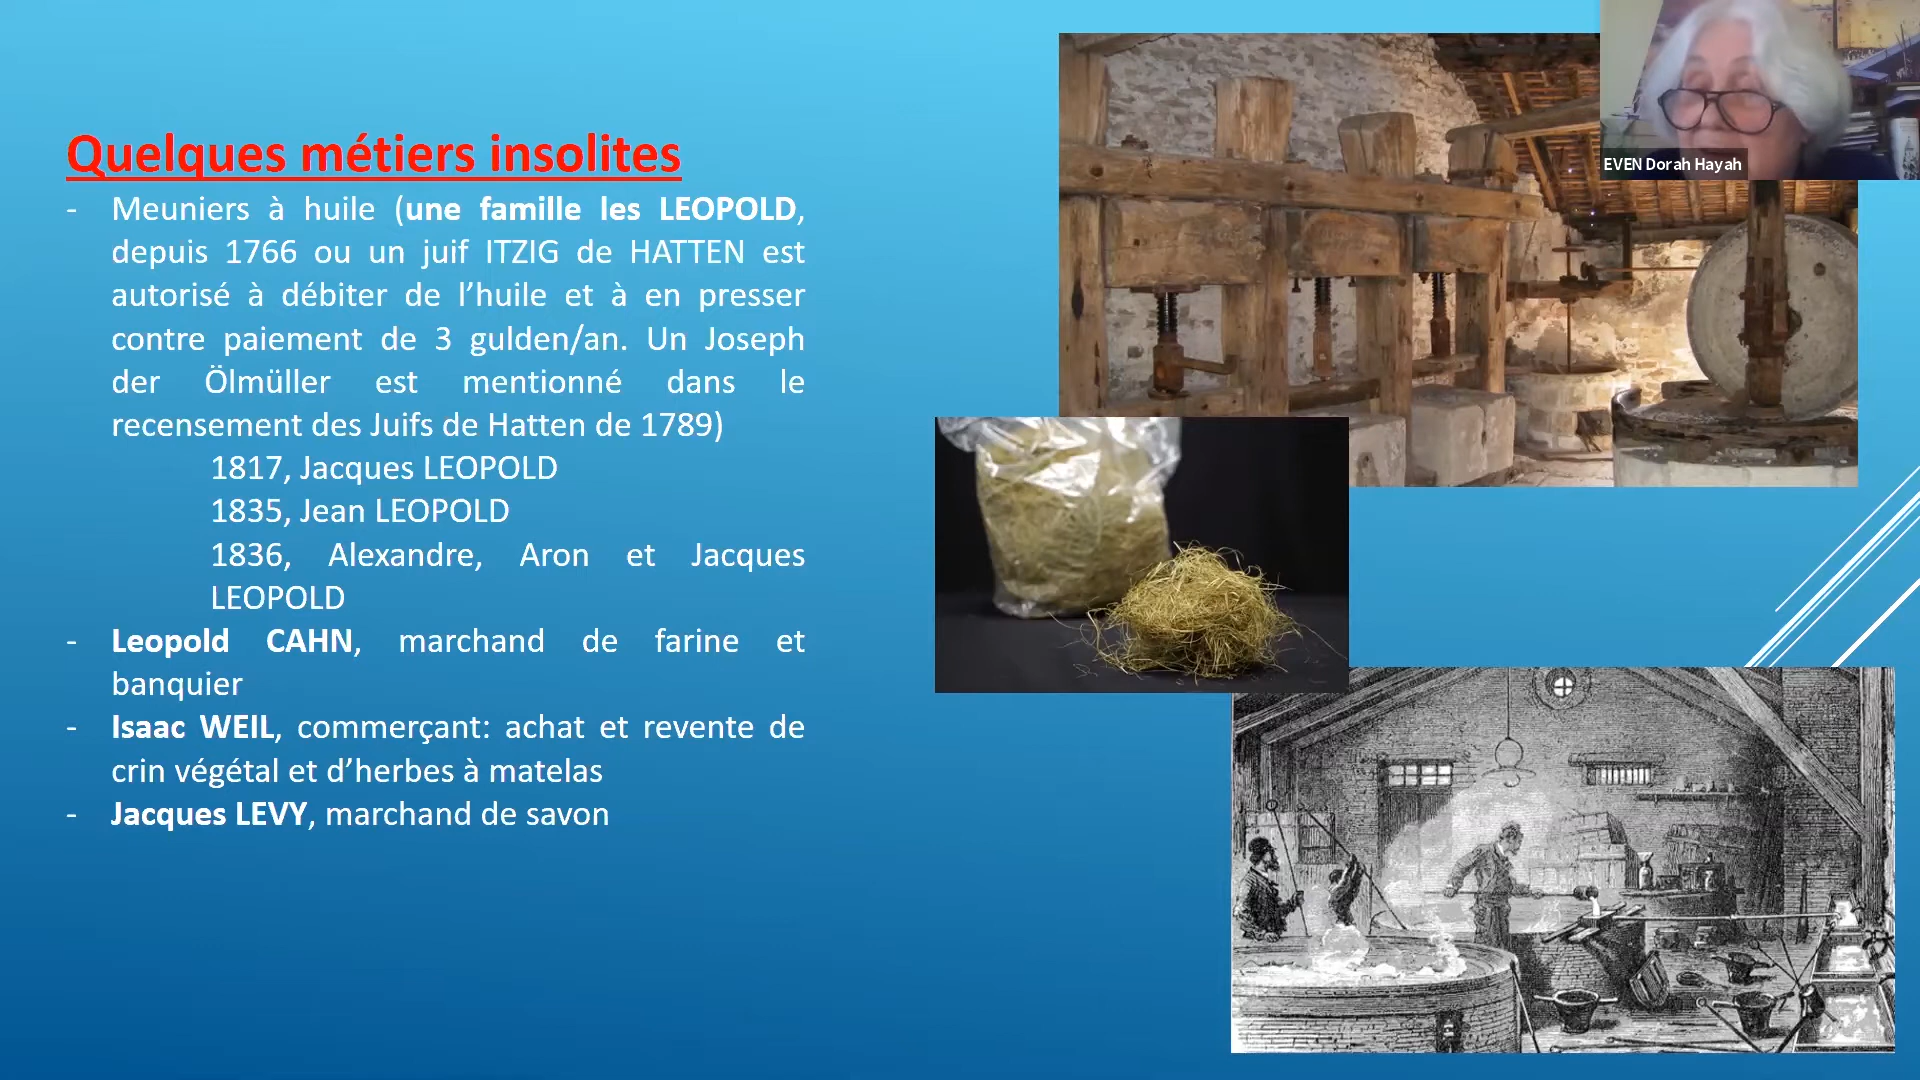 Quelques métiers insolites
- Meuniers à huile (une famille les LEOPOLD,
depuis 1766 ou un juif ITZIG de HATTEN est
autorisé à débiter de l’huile et à en presser
contre paiement de 3 gulden/an. Un Joseph
der Ölmüller est mentionné dans le
recensement des Juifs de Hatten de 1789)
1817, Jacques LEOPOLD
1835, Jean LEOPOLD
1836, Alexandre, Aron et Jacques
LEOPOLD
- Leopold CAHN, marchand de farine et
banquier
- Isaac WEIL, commerçant: achat et revente de
crin végétal et d’herbes à matelas
- Jacques LEVY, marchand de savon
EVEN Dorah Hayah